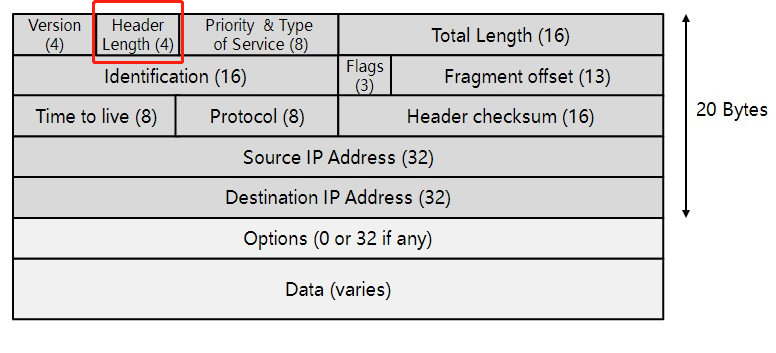 Version
(4)
Header
Length (4)
Priority & Type
of Service (8)
Total Length (16)
Identification (16)
Flags
(3)
Fragment offset (13)
Time to live (8)
Protocol (8)
Header checksum (16)
Source IP Address (32)
Destination IP Address (32)
Options (0 or 32 if any)
Data (varies)
20 Bytes